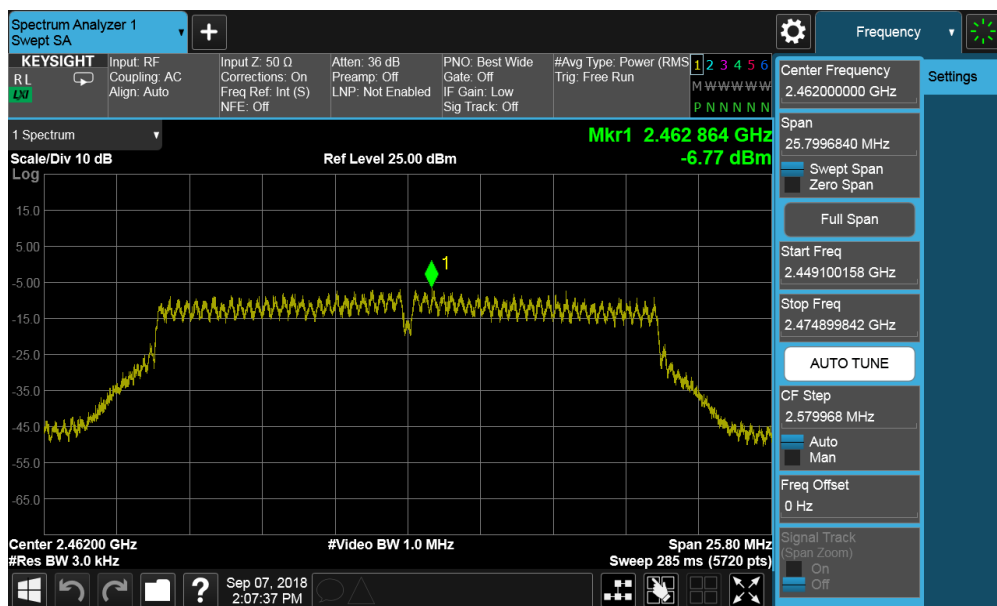 Spectrum Analyzer 1
Swept SA
+
Frequency
KEYSIGHT
R L
LXI
Input: RF
Coupling: AC
Align: Auto
Input Z: 50 Ω
Corrections: On
Freq Ref: Int (S)
NFE: Off
Atten: 36 dB
Preamp: Off
LNP: Not Enabled
PNO: Best Wide
Gate: Off
IF Gain: Low
Sig Track: Off
#Avg Type: Power (RMS
Trig: Free Run
1 2 3 4 5 6
M W W W W W
P N N N N N
Center Frequency
2.462000000 GHz
Settings
Span
25.7996840 MHz
Swept Span
Zero Span
Full Span
Start Freq
2.449100158 GHz
Stop Freq
2.474899842 GHz
AUTO TUNE
CF Step
2.579968 MHz
Auto
Man
Freq Offset
0 Hz
Signal Track
(Span Zoom)
On
Off
1 Spectrum
Mkr1 2.462 864 GHz
-6.77 dBm
Scale/Div 10 dB
Ref Level 25.00 dBm
Log
15.0
5.00
-5.00
-15.0
-25.0
-35.0
-45.0
-55.0
-65.0
1
Center 2.46200 GHz
#Video BW 1.0 MHz
Span 25.80 MHz
#Res BW 3.0 kHz
Sweep 285 ms (5720 pts)
?
Sep 07, 2018
2:07:37 PM